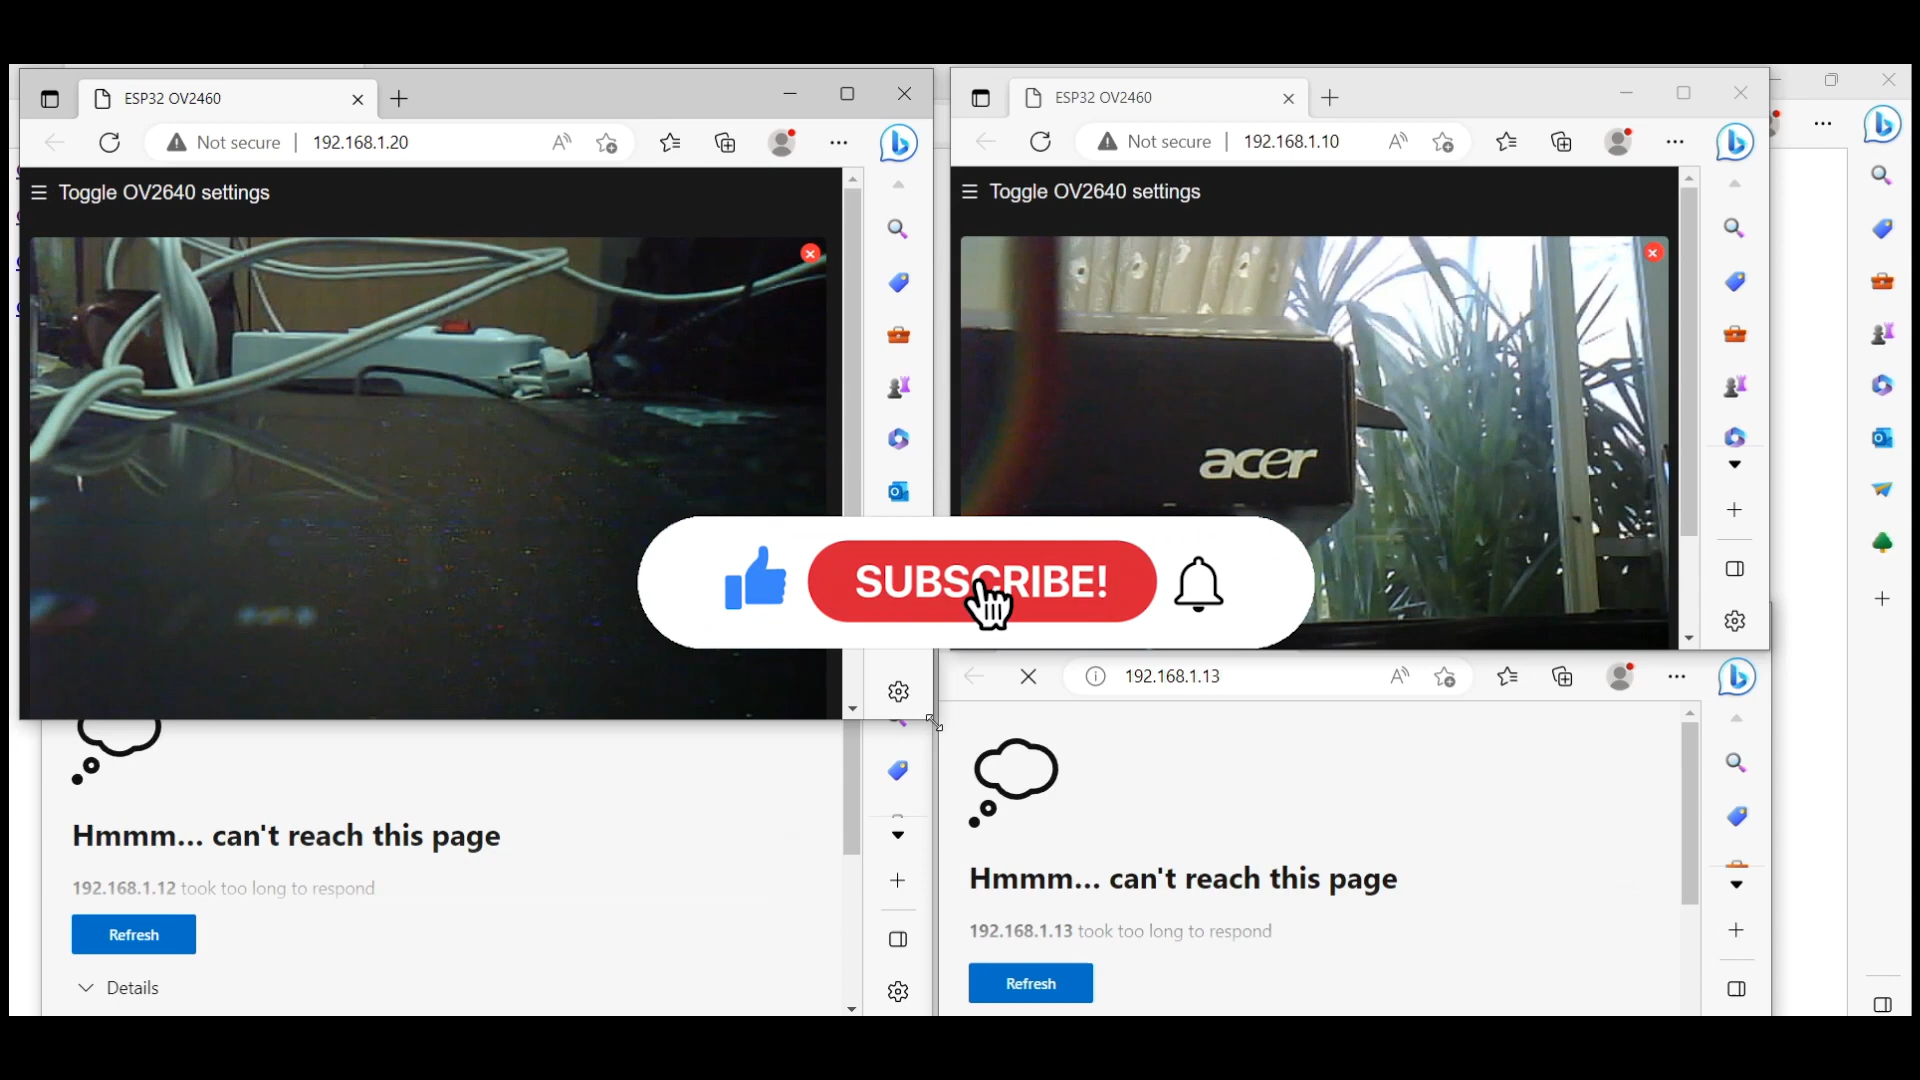 ESP32 OV2460
Not secure
192.168.1.20
Toggle OV2640 settings
ESP32 OV2460
Not secure
192.168.1.10
Toggle OV2640 settings
acer
SUBSCRIBE!
Hmmm... can't reach this page
192.168.1.12 took too long to respond
Refresh
Details
192.168.1.13
Hmmm... can't reach this page
192.168.1.13 took too long to respond
Refresh